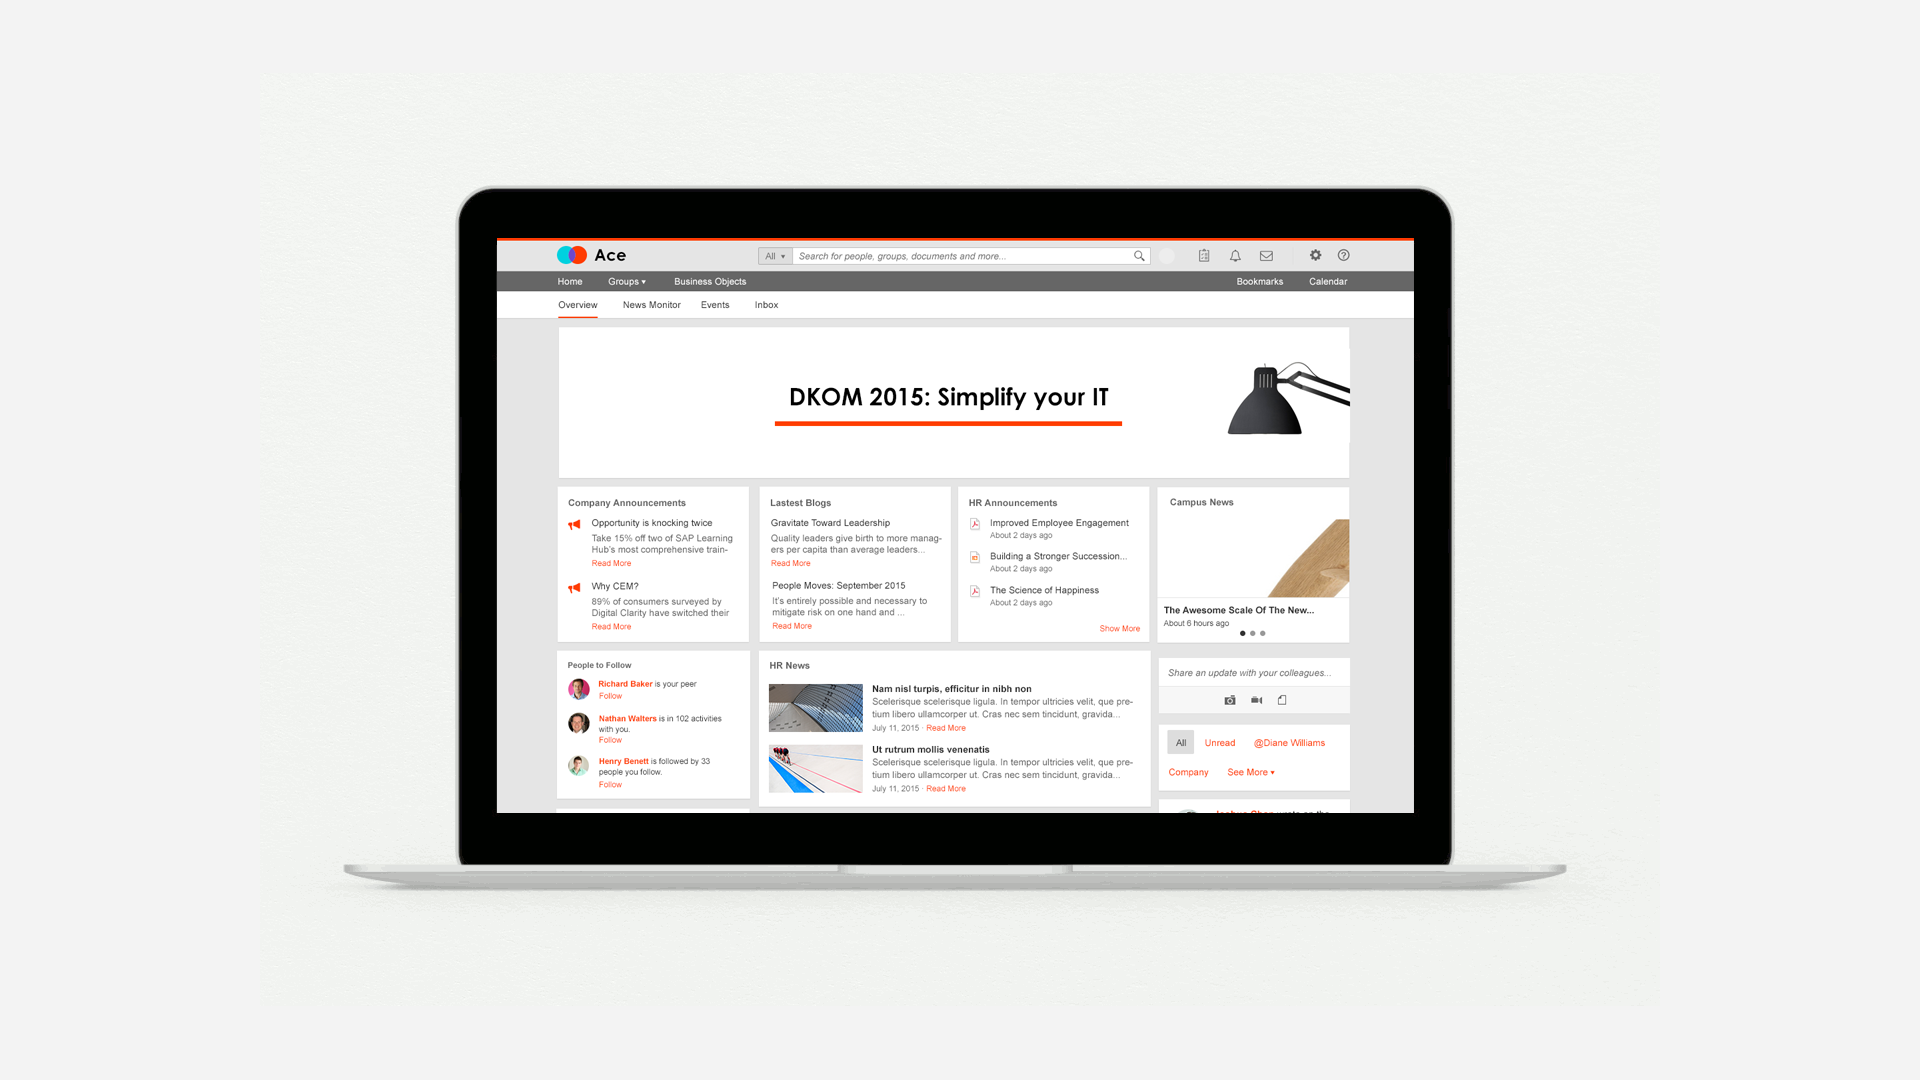 Ace
All
Search for people, groups, documents and more...
Home
Groups
Business Objects
Bookmarks
Calendar
Overview
News Monitor
Events
Inbox
DKOM 2015: Simplify your IT
Company Announcements
Opportunity is knocking twice
Take 15% off two of SAP Learning
Hub's most comprehensive train-
Read More
Why CEM?
89% of consumers surveyed by
Digital Clarity have switched their
Read More
Lastest Blogs
Gravitate Toward Leadership
Quality leaders give birth to more manag-
ers per capita than average leaders...
Read More
People Moves: September 2015
It's entirely possible and necessary to
mitigate risk on one hand and ...
Read More
HR Announcements
Improved Employee Engagement
About 2 days ago
Building a Stronger Succession...
About 2 days ago
The Science of Happiness
About 2 days ago
Show More
Campus News
The Awesome Scale Of The New...
About 6 hours ago
People to Follow
Richard Baker is your peer
Follow
Nathan Walters is in 102 activities
with you.
Follow
Henry Benett is followed by 33
people you follow.
Follow
HR News
Nam nisl turpis, efficitur in nibh non
Scelerisque scelerisque ligula. In tempor ultricies velit, que pre-
tium libero ullamcorper ut. Cras nec sem tincidunt, gravida...
July 11, 2015 · Read More
Ut rutrum mollis venenatis
Scelerisque scelerisque ligula. In tempor ultricies velit, que pre-
tium libero ullamcorper ut. Cras nec sem tincidunt, gravida...
July 11, 2015 · Read More
Share an update with your colleagues...
All
Unread
@Diane Williams
Company
See More